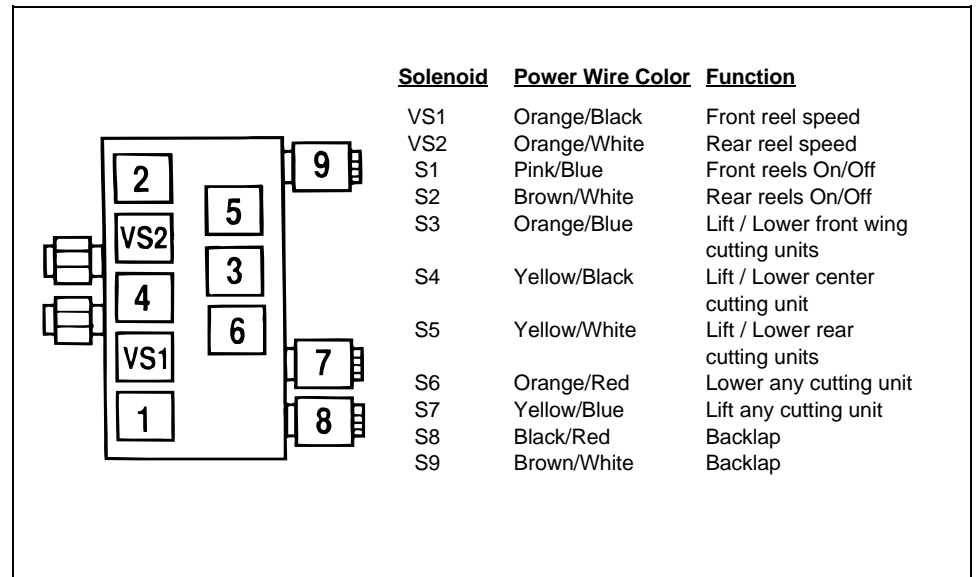 Solenoid Power Wire Color Function
VS1 Orange/Black Front reel speed
VS2 Orange/White Rear reel speed
S1 Pink/Blue Front reels On/Off
S2 Brown/White Rear reels On/Off
S3 Orange/Blue Lift / Lower front wing
cutting units
S4 Yellow/Black Lift / Lower center
cutting unit
S5 Yellow/White Lift / Lower rear
cutting units
S6 Orange/Red Lower any cutting unit
S7 Yellow/Blue Lift any cutting unit
S8 Black/Red Backlap
S9 Brown/White Backlap
2
VS2
4
VS1
1
5
3
6
9
7
8